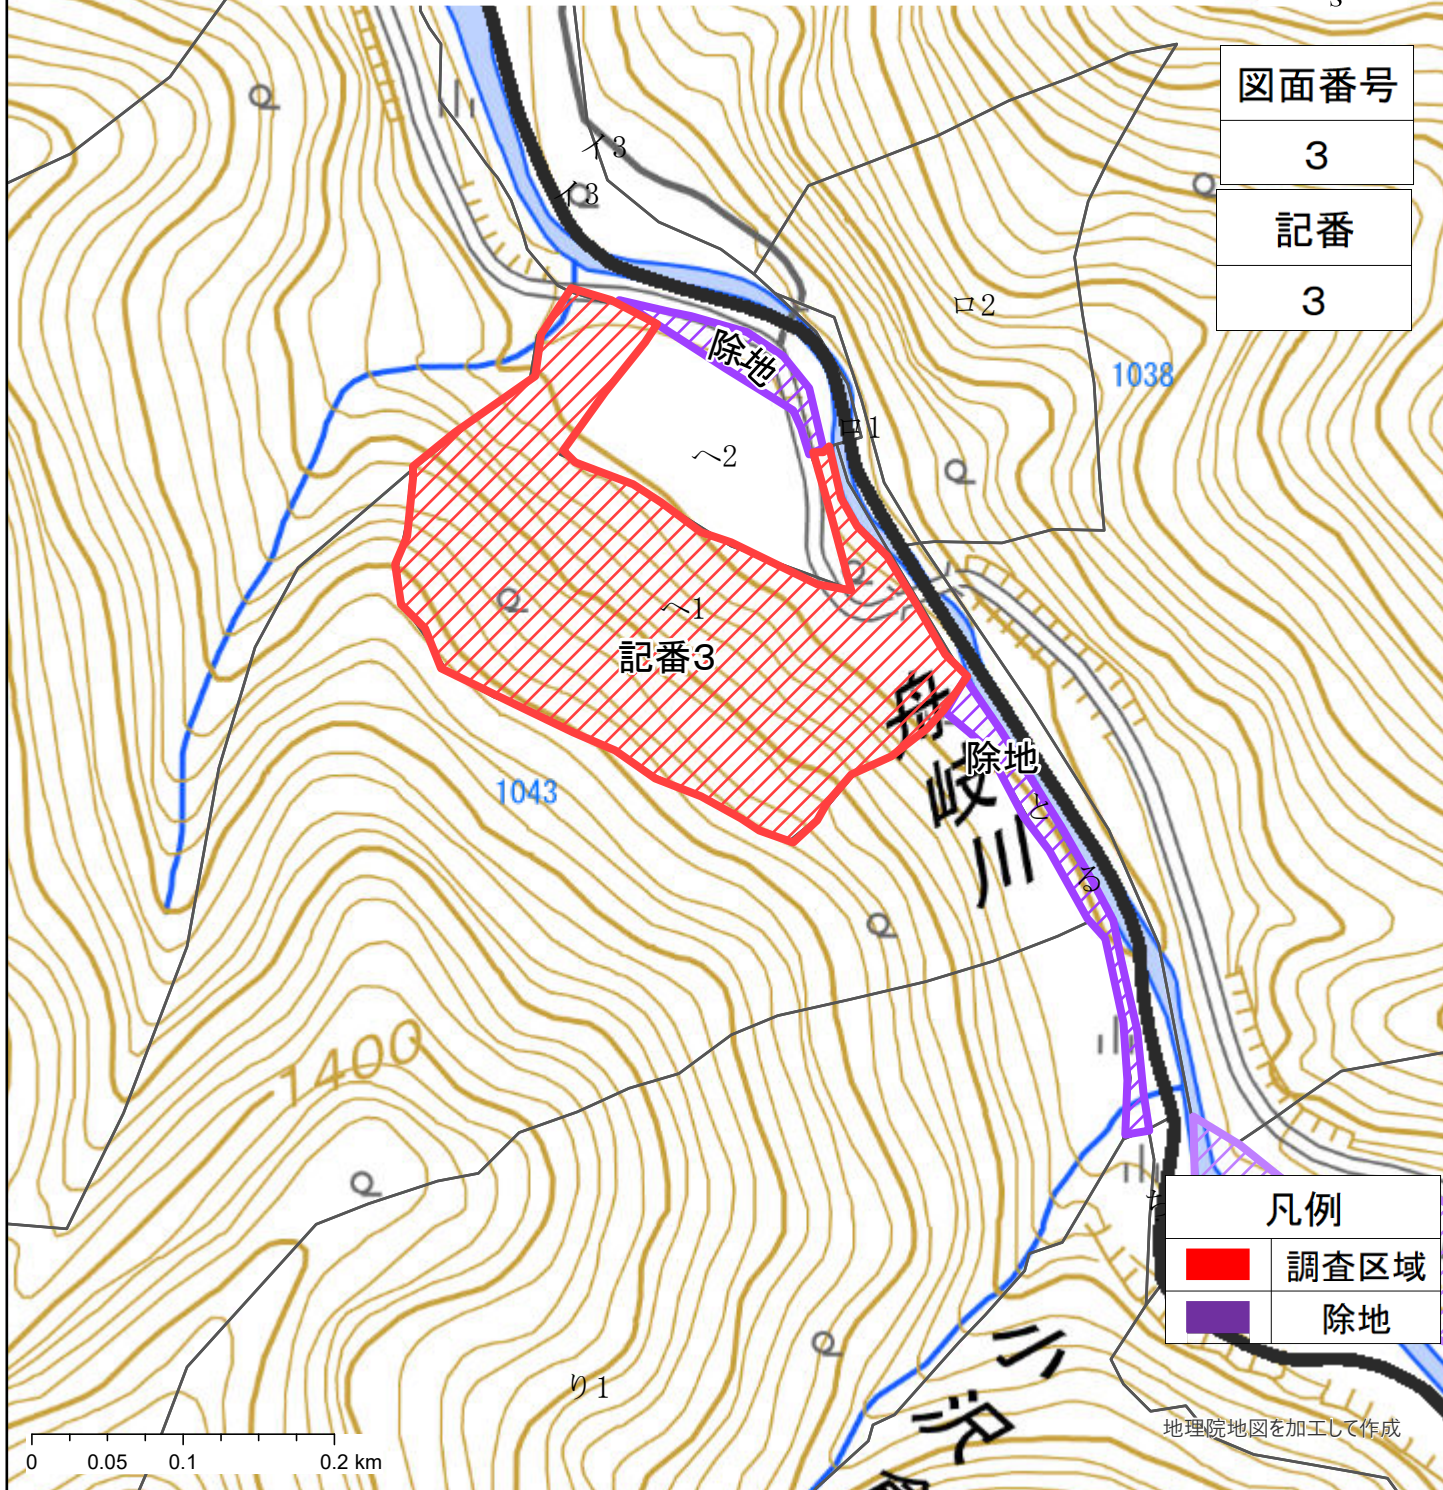 s
図面番号
3
記番
3
イ3
イ3
ロ2
1038
除地
ロ1
へ2
へ1
記番3
舟岐川
除地
と
る
1043
1400
凡例
調査区域
除地
小沢
り1
地理院地図を加工して作成
0 0.05 0.1 0.2 km